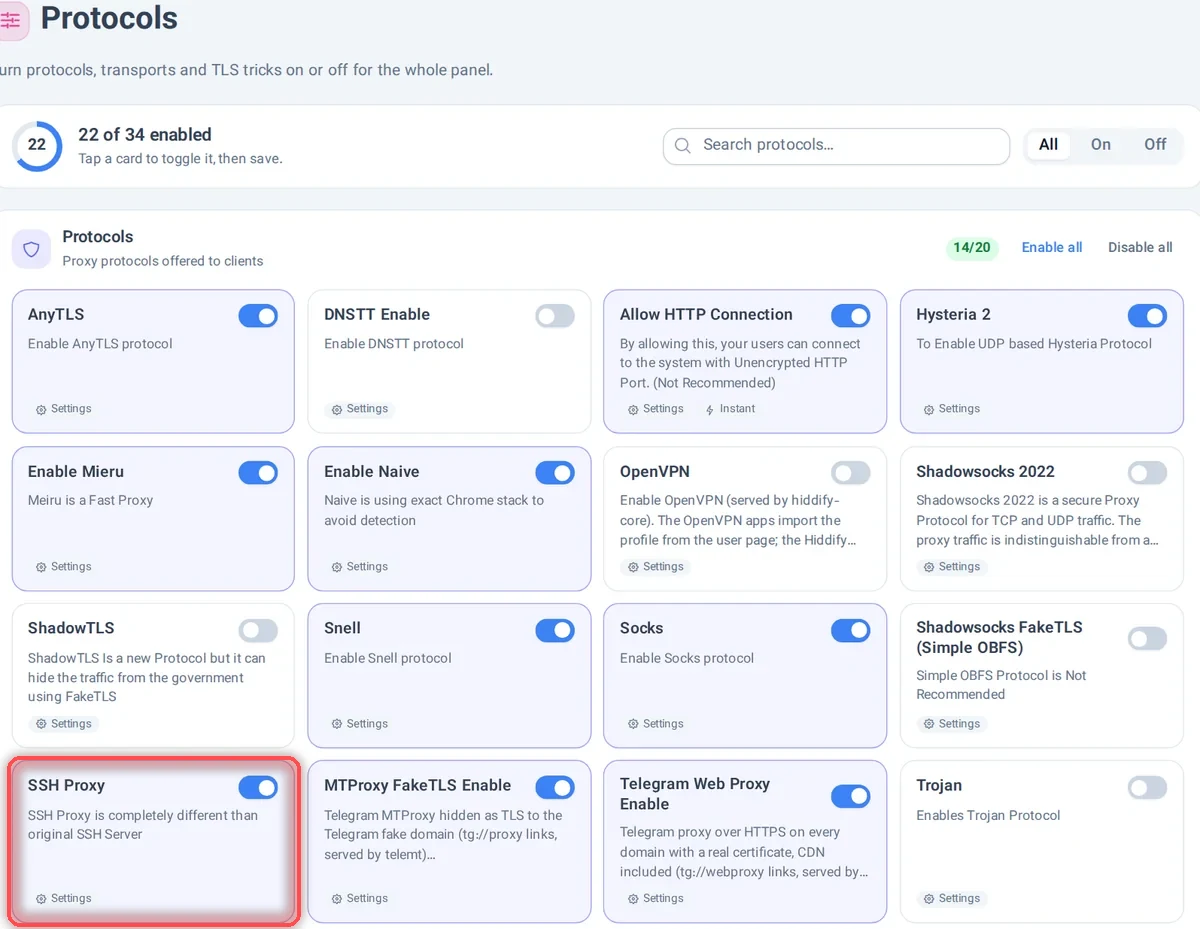 Protocols
urn protocols, transports and TLS tricks on or off for the whole panel.
22
22 of 34 enabled
Tap a card to toggle it, then save.
Search protocols...
All
On
Off
Protocols
Proxy protocols offered to clients
14/20
Enable all
Disable all
AnyTLS
Enable AnyTLS protocol
Settings
DNSTT Enable
Enable DNSTT protocol
Settings
Allow HTTP Connection
By allowing this, your users can connect
to the system with Unencrypted HTTP
Port. (Not Recommended)
Settings
Instant
Hysteria 2
To Enable UDP based Hysteria Protocol
Settings
Enable Mieru
Meiru is a Fast Proxy
Settings
Enable Naive
Naive is using exact Chrome stack to
avoid detection
Settings
OpenVPN
Enable OpenVPN (served by hiddify-
core). The OpenVPN apps import the
profile from the user page; the Hiddify...
Settings
Shadowsocks 2022
Shadowsocks 2022 is a secure Proxy
Protocol for TCP and UDP traffic. The
proxy traffic is indistinguishable from a...
Settings
ShadowTLS
ShadowTLS Is a new Protocol but it can
hide the traffic from the government
using FakeTLS
Settings
Snell
Enable Snell protocol
Settings
Socks
Enable Socks protocol
Settings
Shadowsocks FakeTLS
(Simple OBFS)
Simple OBFS Protocol is Not
Recommended
Settings
SSH Proxy
SSH Proxy is completely different than
original SSH Server
Settings
MTProxy FakeTLS Enable
Telegram MTProxy hidden as TLS to the
Telegram fake domain (tg://proxy links,
served by telemt)...
Settings
Telegram Web Proxy
Enable
Telegram proxy over HTTPS on every
domain with a real certificate, CDN
included (tg://webproxy links, served by...
Settings
Trojan
Enables Trojan Protocol
Settings